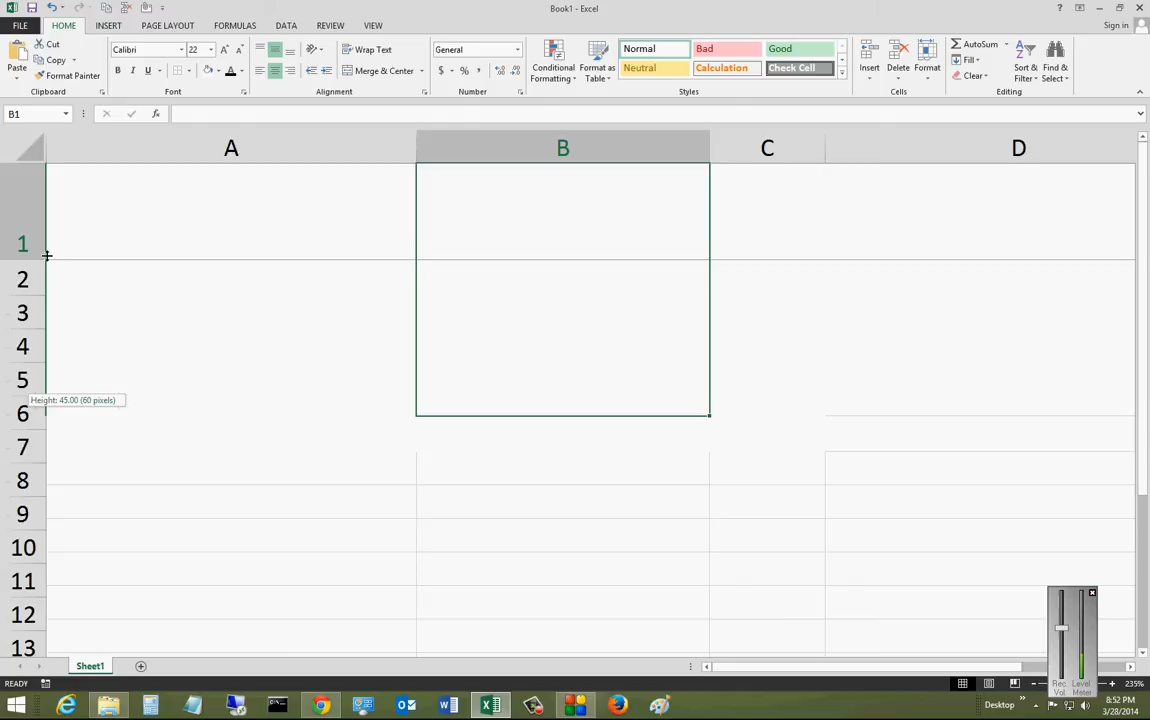 Book1 - Excel
FILE HOME INSERT PAGE LAYOUT FORMULAS DATA REVIEW VIEW Sign in
Paste
Cut
Copy
Format Painter
Clipboard
Calibri 22
B I U
Font
Wrap Text
Merge & Center
Alignment
General
$ % ,
Number
Conditional Formatting
Format as Table
Normal Bad Good
Neutral Calculation Check Cell
Styles
Insert Delete Format
Cells
AutoSum
Fill
Clear
Sort & Filter
Find & Select
Editing
B1
fx
A B C D
1
2
3
4
5
Height: 45.00 (60 pixels)
6
7
8
9
10
11
12
13
Sheet1
Rec. Vol.
Level Meter
READY
235%
Desktop
8:52 PM
3/28/2014